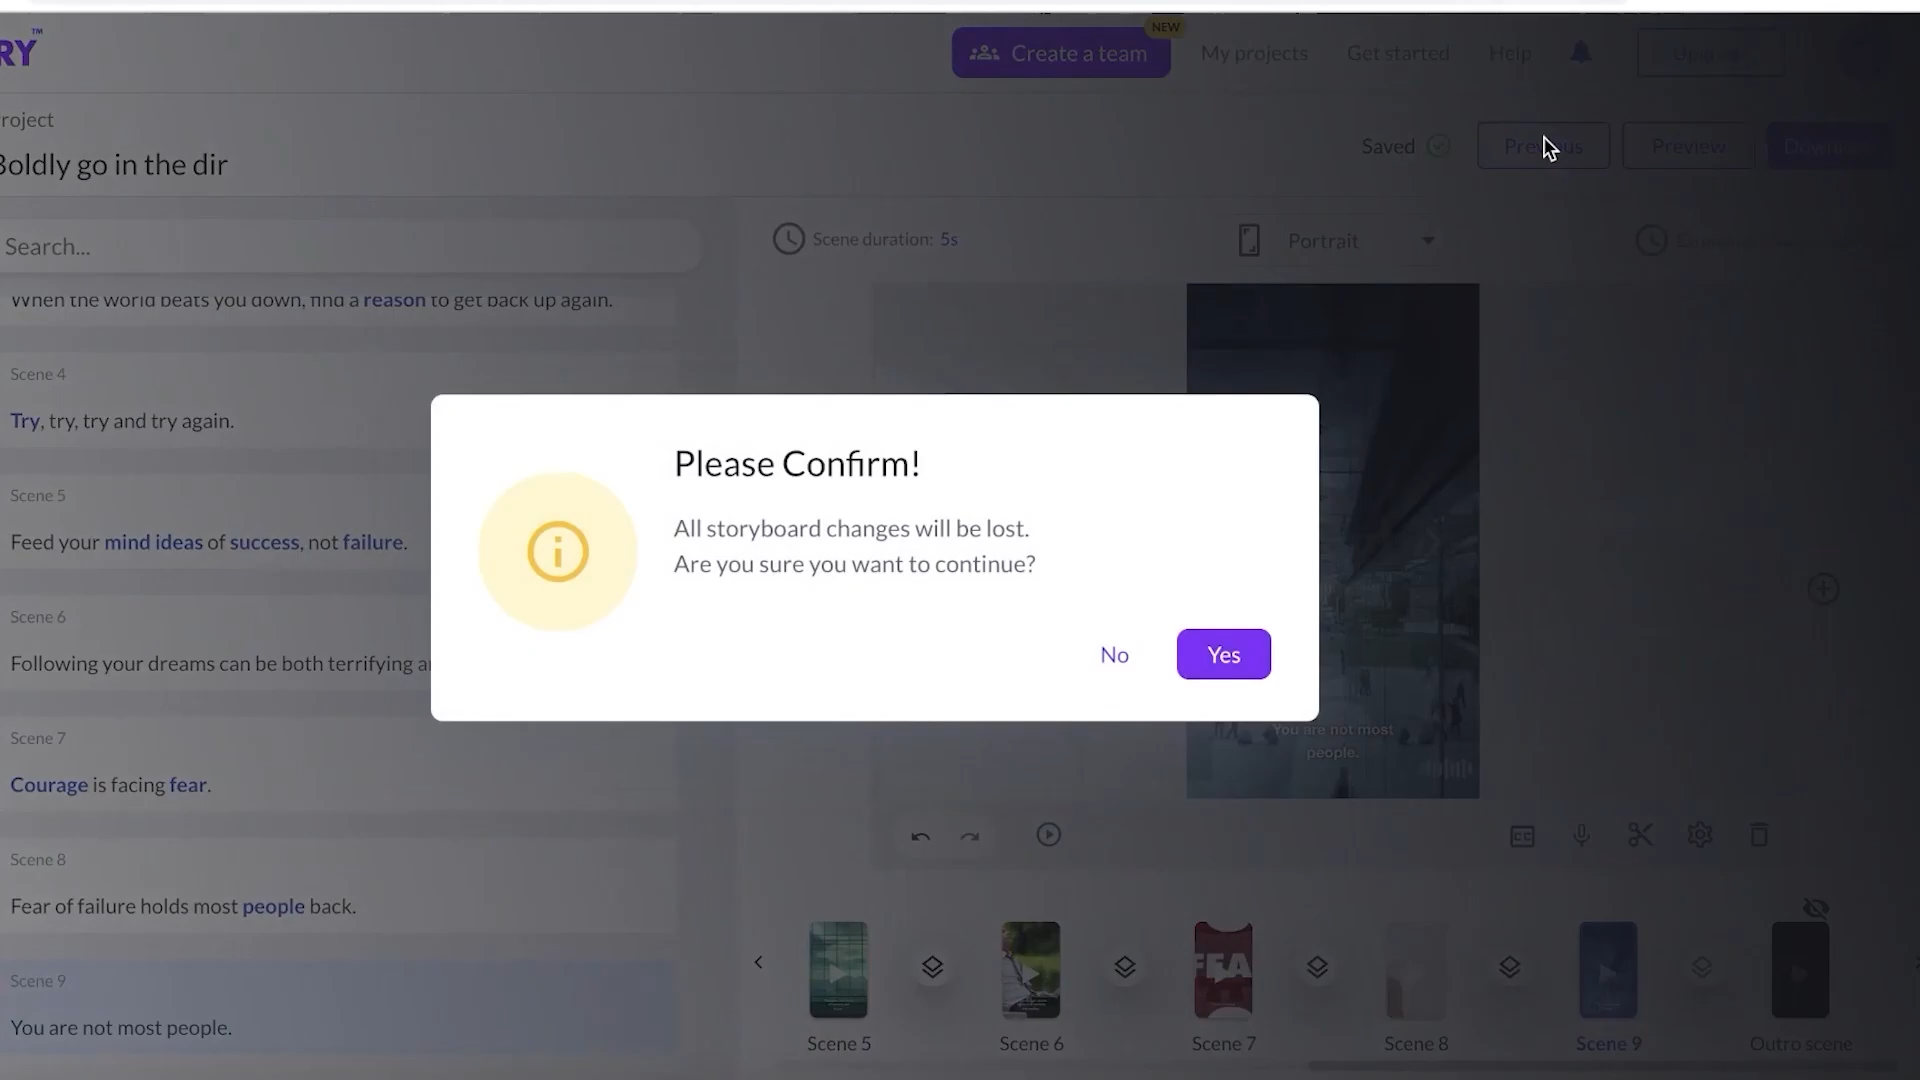 RY™
NEW
Create a team
My projects
Get started
Help
roject
Boldly go in the dir
Saved
Preview
Search...
Scene duration: 5s
Portrait
When the world beats you down, find a reason to get back up again.
Scene 4
Try, try, try and try again.
Scene 5
Feed your mind ideas of success, not failure.
Scene 6
Following your dreams can be both terrifying
Scene 7
Courage is facing fear.
Scene 8
Fear of failure holds most people back.
Scene 9
You are not most people.
Please Confirm!
All storyboard changes will be lost.
Are you sure you want to continue?
No
Yes
You are not most
people.
CC
FEA
Scene 5
Scene 6
Scene 7
Scene 8
Scene 9
Outro scene